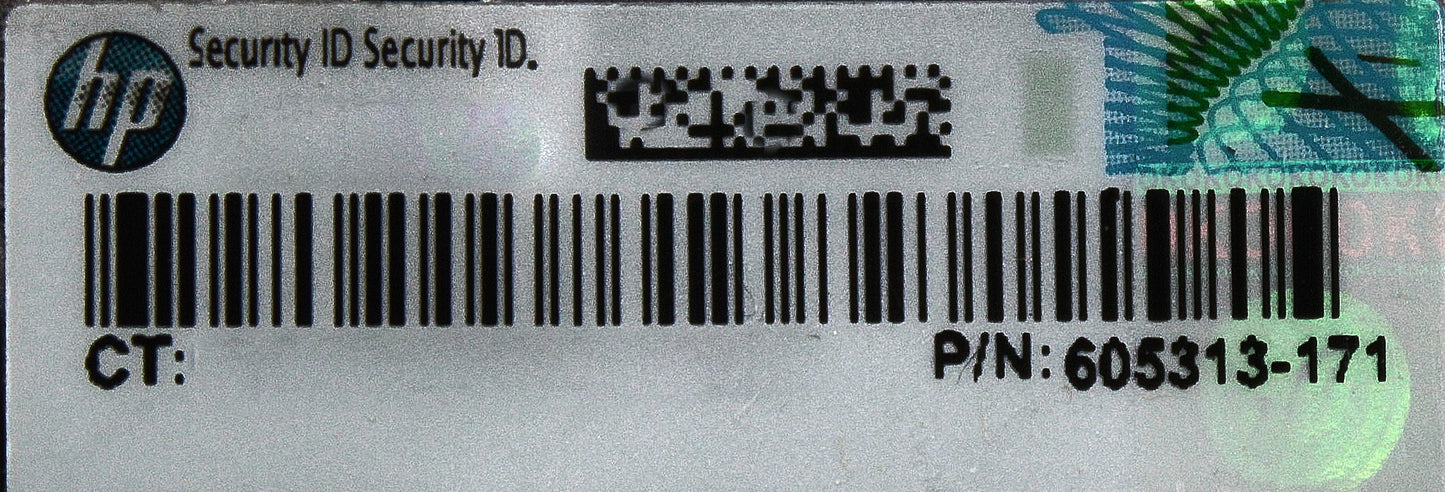 hp
Security ID Security ID.
CT:
P/N: 605313-171